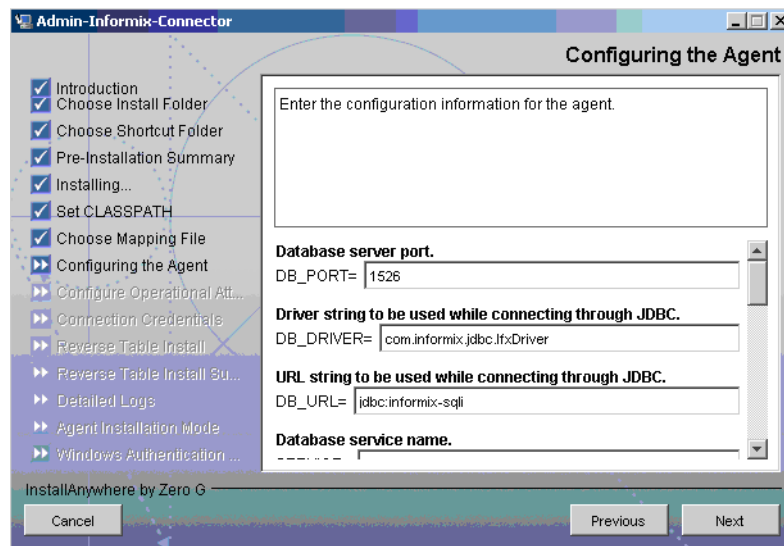 Admin-Informix-Connector
Configuring the Agent
Introduction
Choose Install Folder
Choose Shortcut Folder
Pre-Installation Summary
Installing...
Set CLASSPATH
Choose Mapping File
Configuring the Agent
Configure Operational Att...
Connection Credentials
Reverse Table Install
Reverse Table Install Su...
Detailed Logs
Agent Installation Mode
Windows Authentication ...
Enter the configuration information for the agent.
Database server port.
DB_PORT= 1526
Driver string to be used while connecting through JDBC.
DB_DRIVER= com.informix.jdbc.IfxDriver
URL string to be used while connecting through JDBC.
DB_URL= jdbc:informix-sqli
Database service name.
InstallAnywhere by Zero G
Cancel
Previous
Next